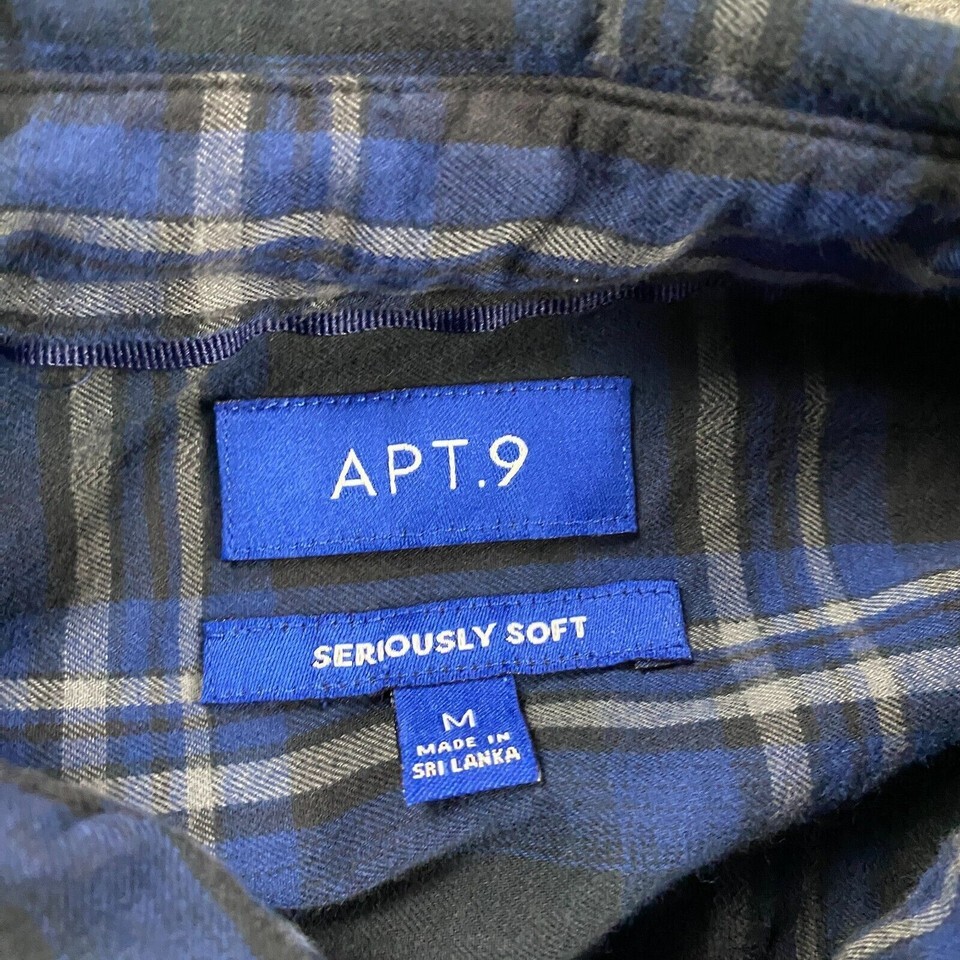 APT.9
SERIOUSLY SOFT
M
MADE IN
SRI LANKA